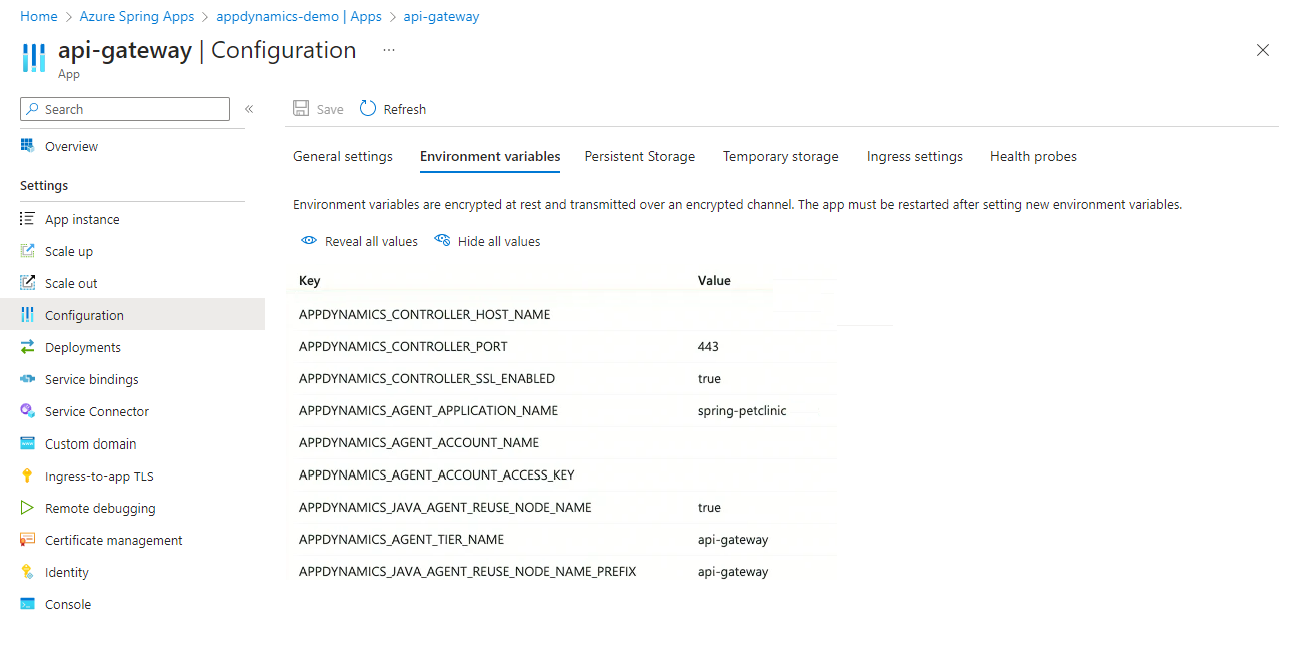 Home > Azure Spring Apps > appdynamics-demo | Apps > api-gateway
api-gateway | Configuration ...
App
Search «
Save Refresh
Overview
Settings
App instance
Scale up
Scale out
Configuration
Deployments
Service bindings
Service Connector
Custom domain
Ingress-to-app TLS
Remote debugging
Certificate management
Identity
Console
General settings Environment variables Persistent Storage Temporary storage Ingress settings Health probes
Environment variables are encrypted at rest and transmitted over an encrypted channel. The app must be restarted after setting new environment variables.
Reveal all values Hide all values
Key Value
APPDYNAMICS_CONTROLLER_HOST_NAME
APPDYNAMICS_CONTROLLER_PORT 443
APPDYNAMICS_CONTROLLER_SSL_ENABLED true
APPDYNAMICS_AGENT_APPLICATION_NAME spring-petclinic
APPDYNAMICS_AGENT_ACCOUNT_NAME
APPDYNAMICS_AGENT_ACCOUNT_ACCESS_KEY
APPDYNAMICS_JAVA_AGENT_REUSE_NODE_NAME true
APPDYNAMICS_AGENT_TIER_NAME api-gateway
APPDYNAMICS_JAVA_AGENT_REUSE_NODE_NAME_PREFIX api-gateway